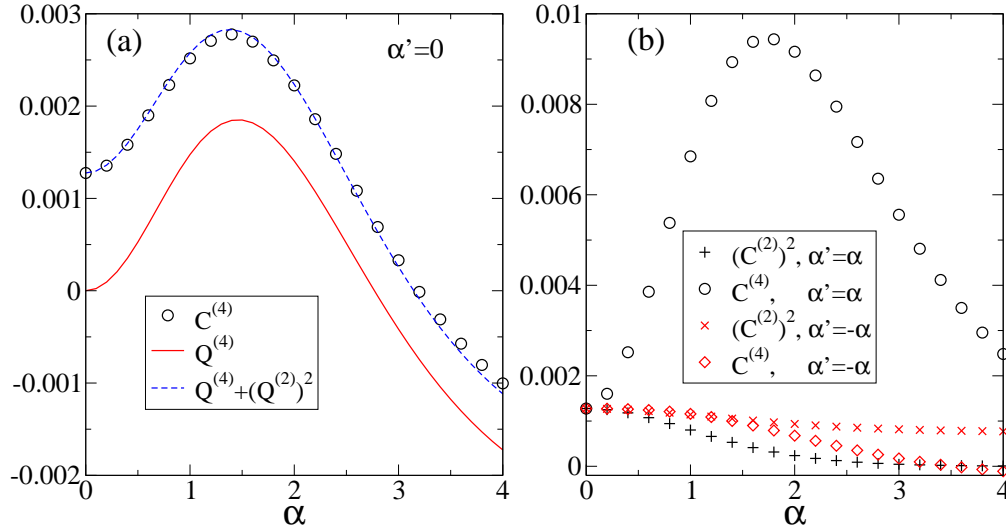 (a)
α'=0
0.003
0.002
0.001
0
-0.001
-0.002
C^(4)
Q^(4)
Q^(4)+(Q^(2))^2
0 1 2 3 4
α
(b)
0.01
0.008
0.006
0.004
0.002
0
(C^(2))^2, α'=α
C^(4), α'=α
(C^(2))^2, α'=-α
C^(4), α'=-α
0 1 2 3 4
α